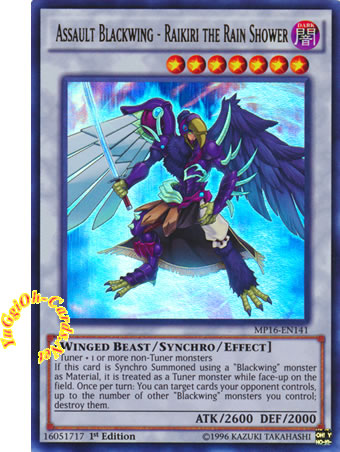 ASSAULT BLACKWING - RAIKIRI THE RAIN SHOWER
DARK
闇
YuGiOh-Cards.net
MP16-EN141
[WINGED BEAST/SYNCHRO/EFFECT]
1 Tuner + 1 or more non-Tuner monsters
If this card is Synchro Summoned using a "Blackwing" monster
as Material, it is treated as a Tuner monster while face-up on the
field. Once per turn: You can target cards your opponent controls,
up to the number of other "Blackwing" monsters you control;
destroy them.
ATK/2600 DEF/2000
16051717 1st Edition ©1996 KAZUKI TAKAHASHI